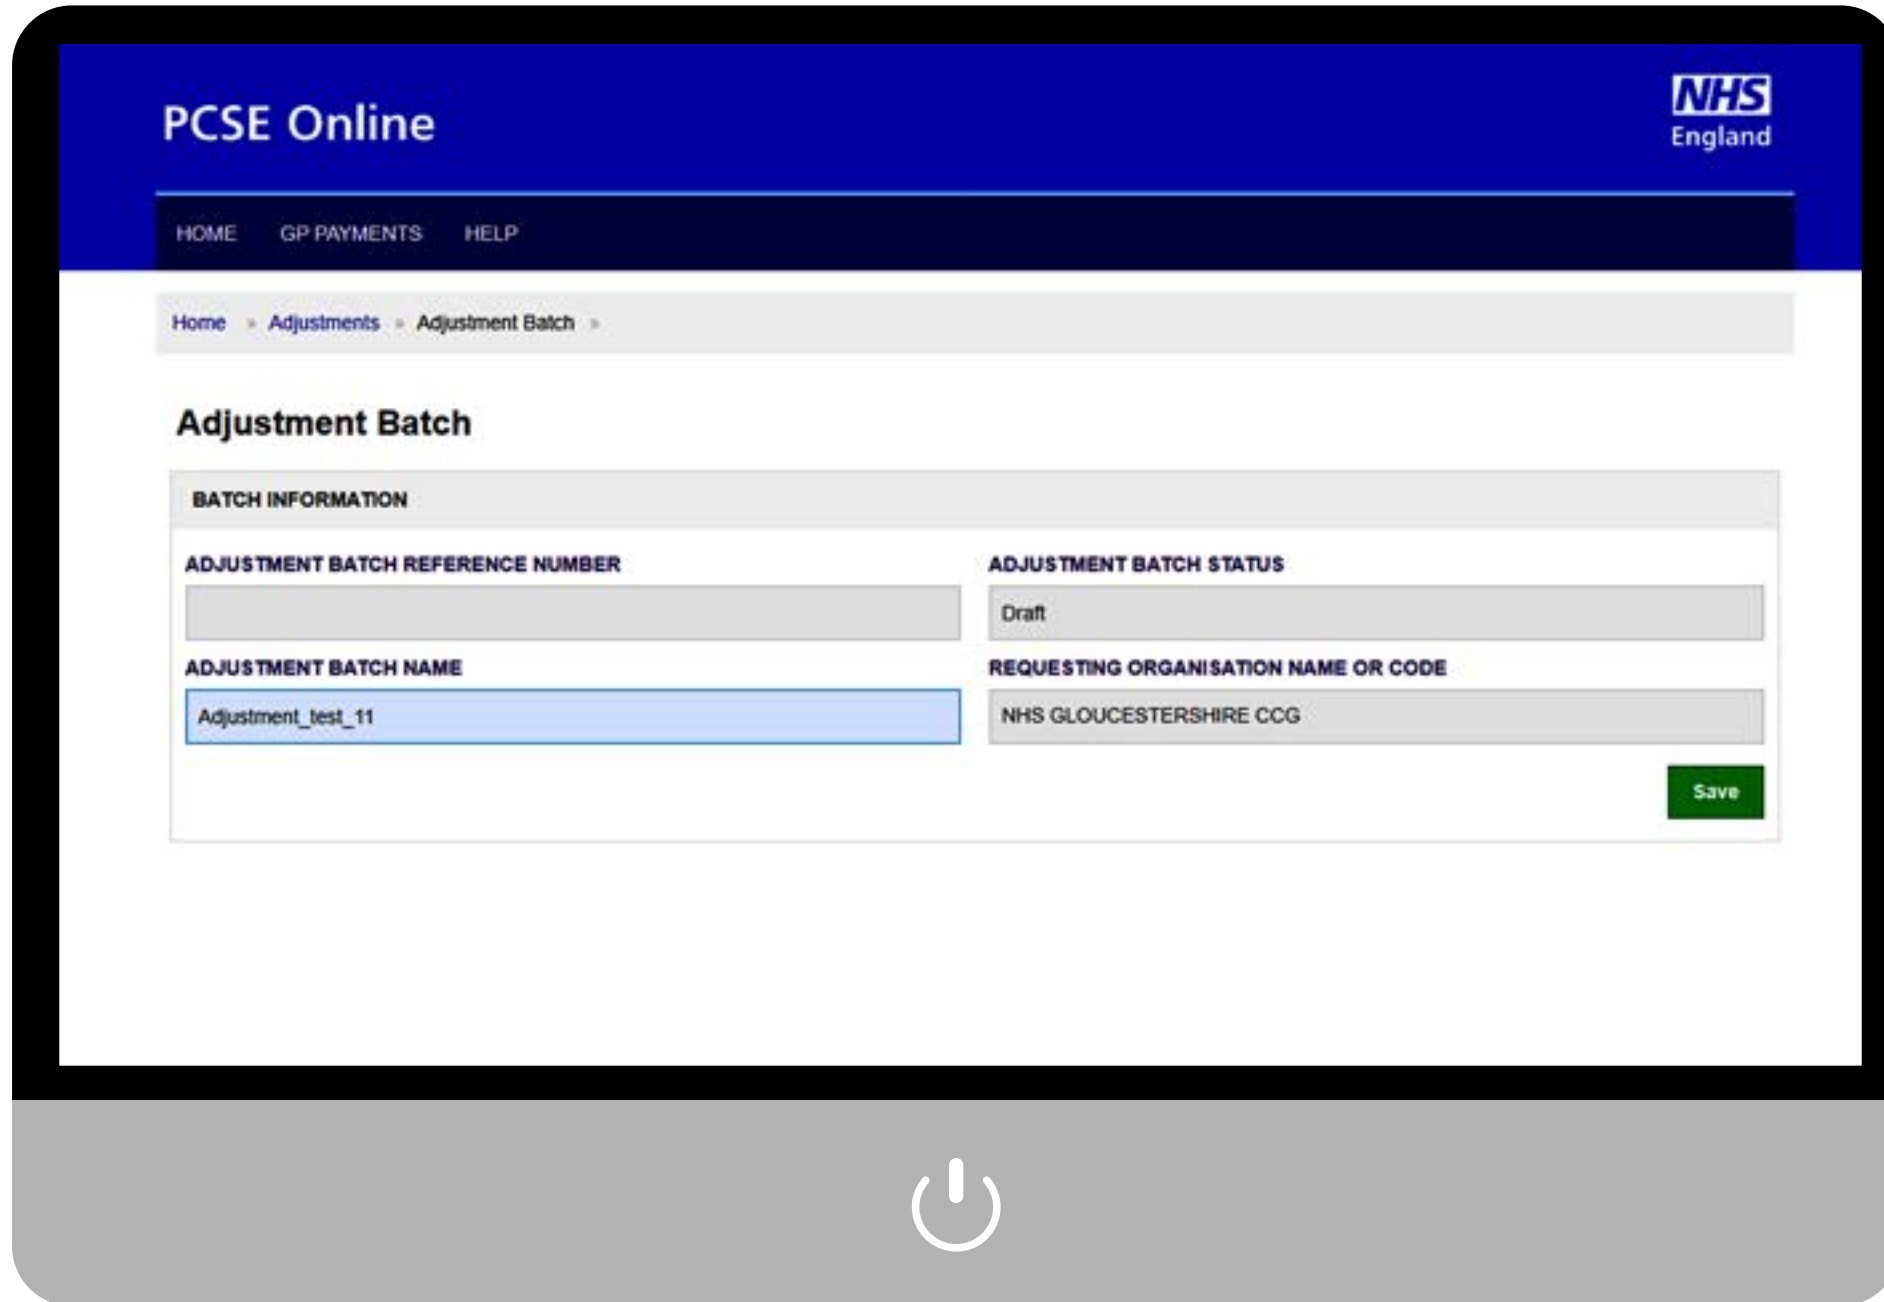 PCSE Online
NHS
England
HOME GP PAYMENTS HELP
Home » Adjustments » Adjustment Batch »
Adjustment Batch
BATCH INFORMATION
ADJUSTMENT BATCH REFERENCE NUMBER ADJUSTMENT BATCH STATUS
Draft
ADJUSTMENT BATCH NAME REQUESTING ORGANISATION NAME OR CODE
Adjustment_test_11 NHS GLOUCESTERSHIRE CCG
Save